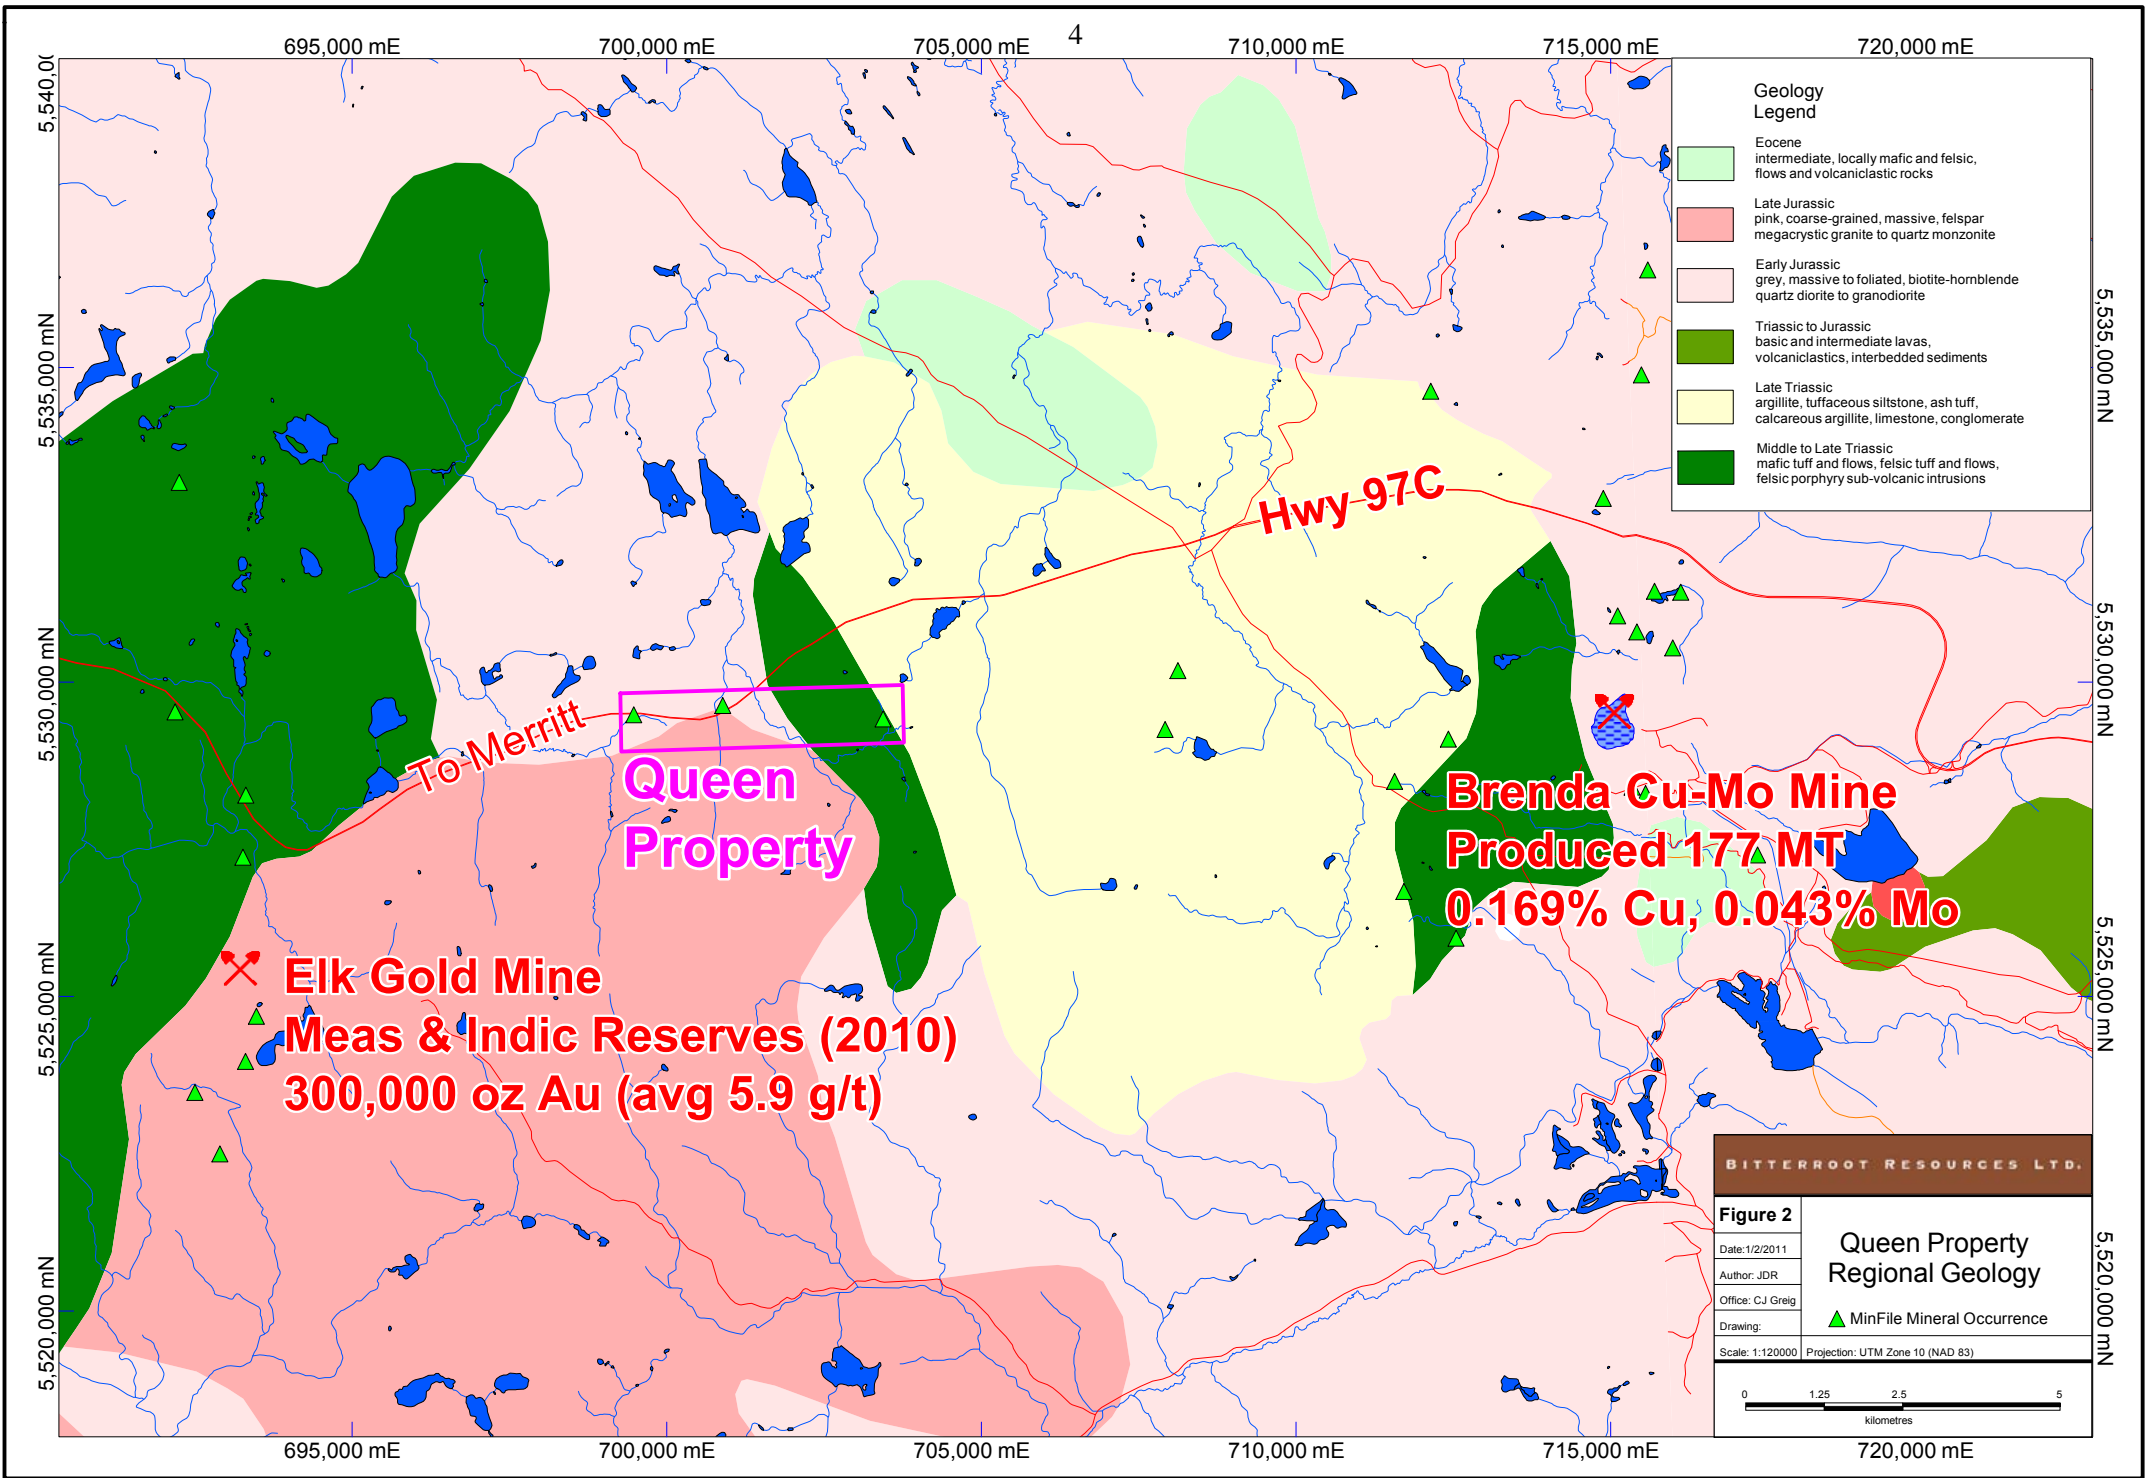 4
695,000 mE
700,000 mE
705,000 mE
710,000 mE
715,000 mE
720,000 mE
5,535,000 mN
5,530,000 mN
5,525,000 mN
5,520,000 mN
5,535,000 mN
5,530,000 mN
5,525,000 mN
5,520,000 mN
Geology
Legend
Eocene
intermediate, locally mafic and felsic,
flows and volcaniclastic rocks
Late Jurassic
pink, coarse-grained, massive, felspar
megacrystic granite to quartz monzonite
Early Jurassic
grey, massive to foliated, biotite-hornblende
quartz diorite to granodiorite
Triassic to Jurassic
basic and intermediate lavas,
volcaniclastics, interbedded sediments
Late Triassic
argillite, tuffaceous siltstone, ash tuff,
calcareous argillite, limestone, conglomerate
Middle to Late Triassic
mafic tuff and flows, felsic tuff and flows,
felsic porphyry sub-volcanic intrusions
Hwy 97C
To Merritt
Queen
Property
Brenda Cu-Mo Mine
Produced 177 MT
0.169% Cu, 0.043% Mo
Elk Gold Mine
Meas & Indic Reserves (2010)
300,000 oz Au (avg 5.9 g/t)
BITTERROOT RESOURCES LTD.
Figure 2
Date:1/2/2011
Author: JDR
Office: CJ Greig
Drawing:
Scale: 1:120000
Queen Property
Regional Geology
MinFile Mineral Occurrence
Projection: UTM Zone 10 (NAD 83)
0 1.25 2.5 5
kilometres
695,000 mE
700,000 mE
705,000 mE
710,000 mE
715,000 mE
720,000 mE